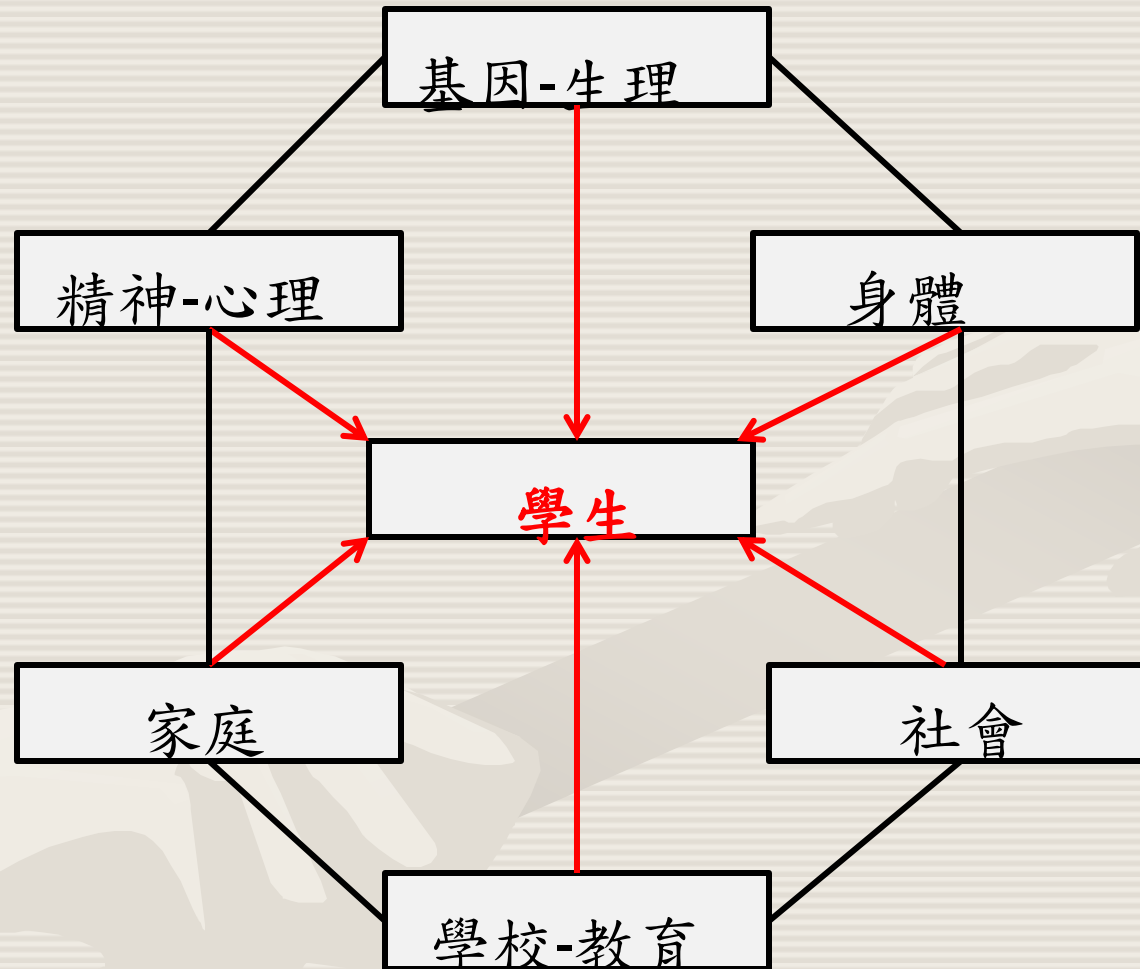 基因-生理
精神-心理
身體
學生
家庭
社會
學校-教育